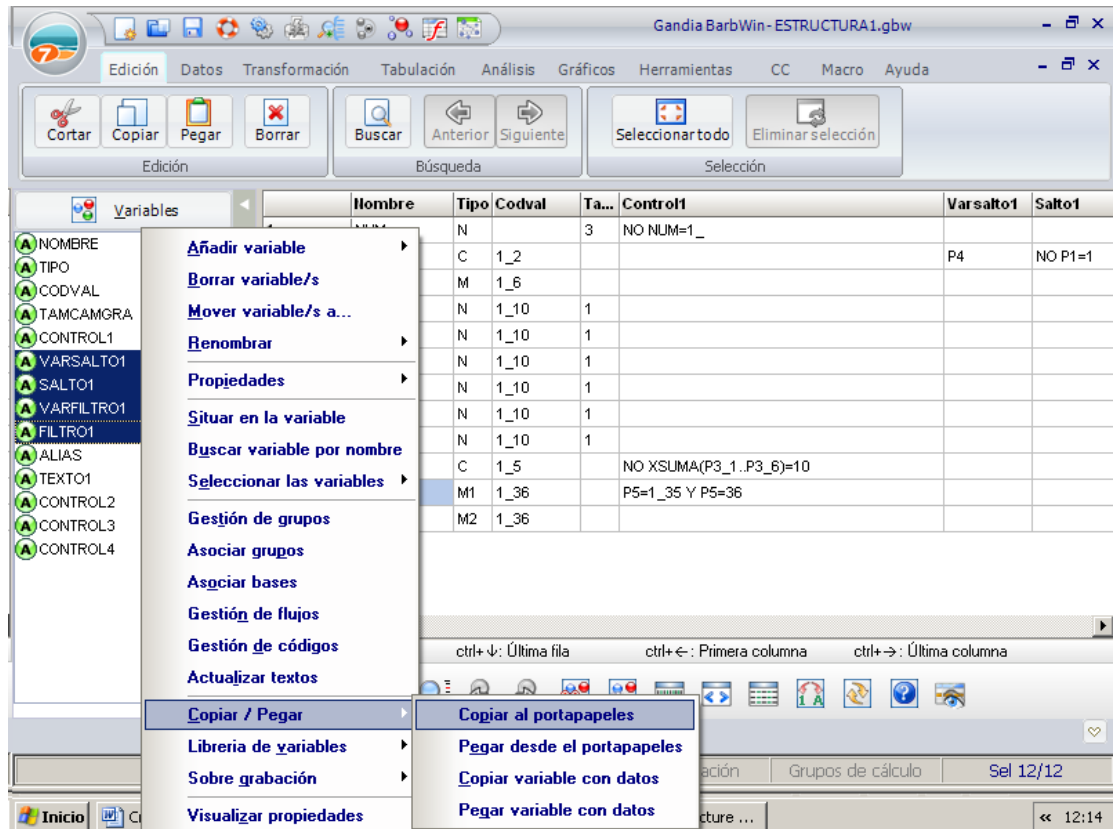 Gandia BarbWin - ESTRUCTURA1.gbw
Edición Datos Transformación Tabulación Análisis Gráficos Herramientas CC Macro Ayuda
Cortar Copiar Pegar Borrar Buscar Anterior Siguiente Seleccionar todo Eliminar selección
Edición Búsqueda Selección
Variables
Nombre Tipo Codval Ta... Control1 Varsalto1 Salto1
N 3 NO NUM=1_
C 1_2 P4 NO P1=1
M 1_6
N 1_10 1
N 1_10 1
N 1_10 1
N 1_10 1
N 1_10 1
N 1_10 1
C 1_5 NO XSUMA(P3_1..P3_6)=10
M1 1_36 P5=1_35 Y P5=36
M2 1_36
NOMBRE
TIPO
CODVAL
TAMCAMGRA
CONTROL1
VARSALTO1
SALTO1
VARFILTRO1
FILTRO1
ALIAS
TEXTO1
CONTROL2
CONTROL3
CONTROL4
Añadir variable
Borrar variable/s
Mover variable/s a...
Renombrar
Propiedades
Situar en la variable
Buscar variable por nombre
Seleccionar las variables
Gestión de grupos
Asociar grupos
Asociar bases
Gestión de flujos
Gestión de códigos
Actualizar textos
Copiar / Pegar
Libreria de variables
Sobre grabación
Visualizar propiedades
Copiar al portapapeles
Pegar desde el portapapeles
Copiar variable con datos
Pegar variable con datos
ctrl+↓: Última fila ctrl+←: Primera columna ctrl+→: Última columna
Grupos de cálculo Sel 12/12
Inicio cture ... « 12:14